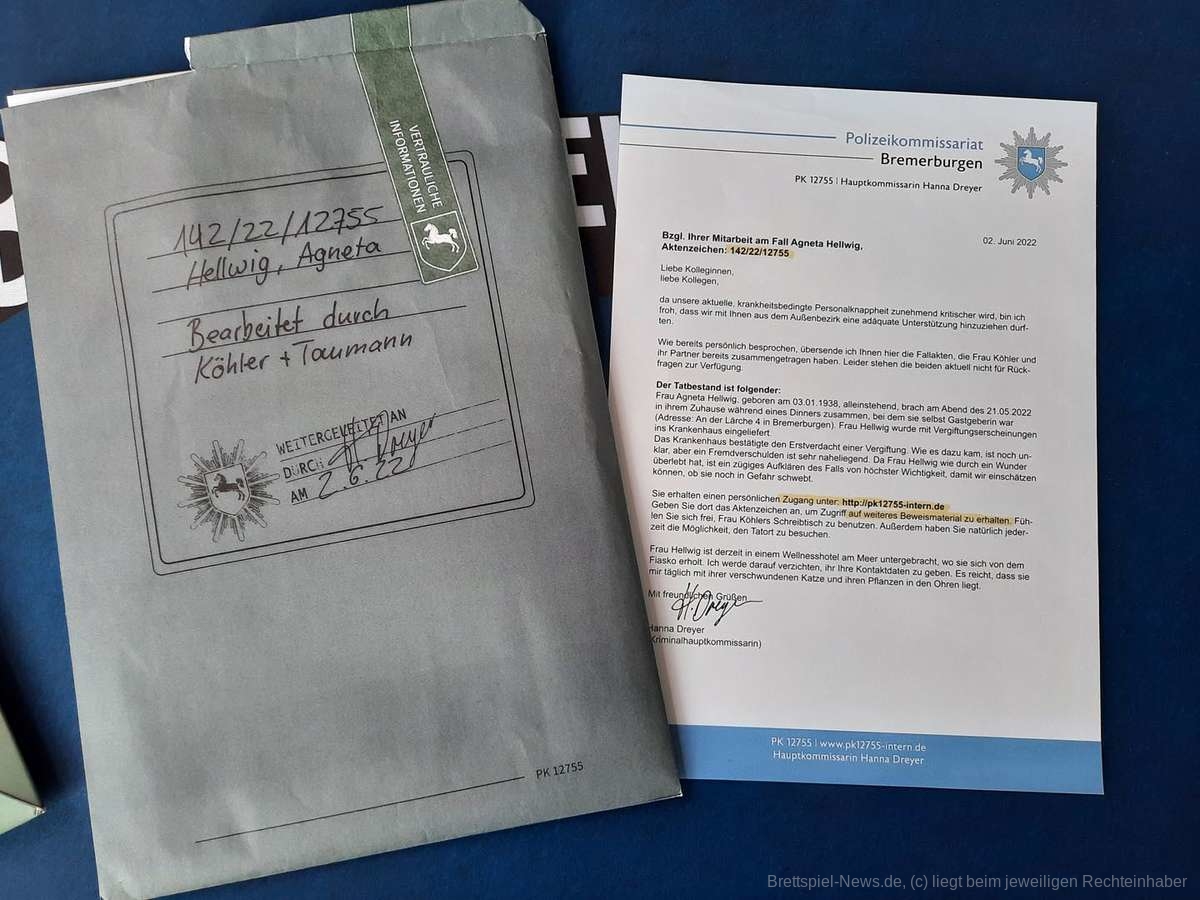 VERTRAULICHE
INFORMATIONEN
142/22/12755
Hellwig, Agneta
Bearbeitet durch
Köhler + Taumann
WEITERGELEITET AN
DURCH: H. Dreyer
AM 2.6.22
PK 12755
Polizeikommissariat
Bremerburgen
PK 12755 | Hauptkommissarin Hanna Dreyer
02. Juni 2022
Bzgl. Ihrer Mitarbeit am Fall Agneta Hellwig,
Aktenzeichen: 142/22/12755
Liebe Kolleginnen,
liebe Kollegen,
da unsere aktuelle, krankheitsbedingte Personalknappheit zunehmend kritischer wird, bin ich
froh, dass wir mit Ihnen aus dem Außenbezirk eine adäquate Unterstützung hinzuziehen durf-
ten.
Wie bereits persönlich besprochen, übersende ich Ihnen hier die Fallakten, die Frau Köhler und
ihr Partner bereits zusammengetragen haben. Leider stehen die beiden aktuell nicht für Rück-
fragen zur Verfügung.
Der Tatbestand ist folgender:
Frau Agneta Hellwig, geboren am 03.01.1938, alleinstehend, brach am Abend des 21.05.2022
in ihrem Zuhause während eines Dinners zusammen, bei dem sie selbst Gastgeberin war
(Adresse: An der Lärche 4 in Bremerburgen). Frau Hellwig wurde mit Vergiftungserscheinungen
ins Krankenhaus eingeliefert.
Das Krankenhaus bestätigte den Erstverdacht einer Vergiftung. Wie es dazu kam, ist noch un-
klar, aber ein Fremdverschulden ist sehr naheliegend. Da Frau Hellwig wie durch ein Wunder
überlebt hat, ist ein zügiges Aufklären des Falls von höchster Wichtigkeit, damit wir einschätzen
können, ob sie noch in Gefahr schwebt.
Sie erhalten einen persönlichen Zugang unter: http://pk12755-intern.de
Geben Sie dort das Aktenzeichen an, um Zugriff auf weiteres Beweismaterial zu erhalten. Füh-
len Sie sich frei, Frau Köhlers Schreibtisch zu benutzen. Außerdem haben Sie natürlich jeder-
zeit die Möglichkeit, den Tatort zu besuchen.
Frau Hellwig ist derzeit in einem Wellnesshotel am Meer untergebracht, wo sie sich von dem
Fiasko erholt. Ich werde darauf verzichten, ihr Ihre Kontaktdaten zu geben. Es reicht, dass sie
mir täglich mit ihrer verschwundenen Katze und ihren Pflanzen in den Ohren liegt.
Mit freundlichen Grüßen
H. Dreyer
Hanna Dreyer
(Kriminalhauptkommissarin)
PK 12755 | www.pk12755-intern.de
Hauptkommissarin Hanna Dreyer
Brettspiel-News.de, (c) liegt beim jeweiligen Rechteinhaber